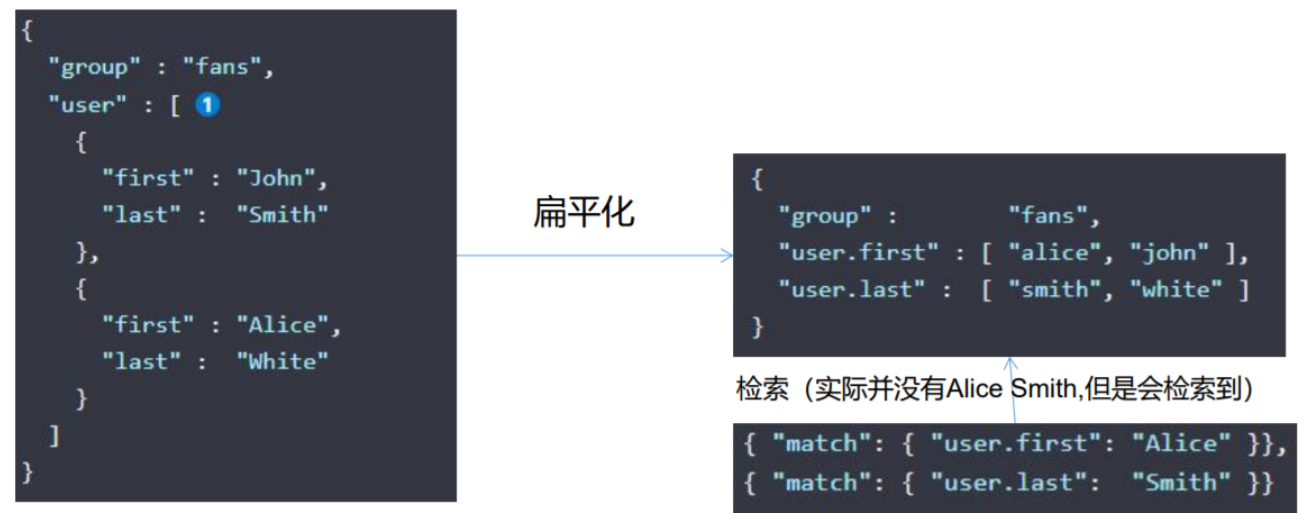 {
  "group" : "fans",
  "user" : [ 1
    {
      "first" : "John",
      "last" :  "Smith"
    },
    {
      "first" : "Alice",
      "last" :  "White"
    }
  ]
}
扁平化
{
  "group" :        "fans",
  "user.first" : [ "alice", "john" ],
  "user.last" :  [ "smith", "white" ]
}
检索（实际并没有Alice Smith,但是会检索到）
{ "match": { "user.first": "Alice" }},
{ "match": { "user.last":  "Smith" }}